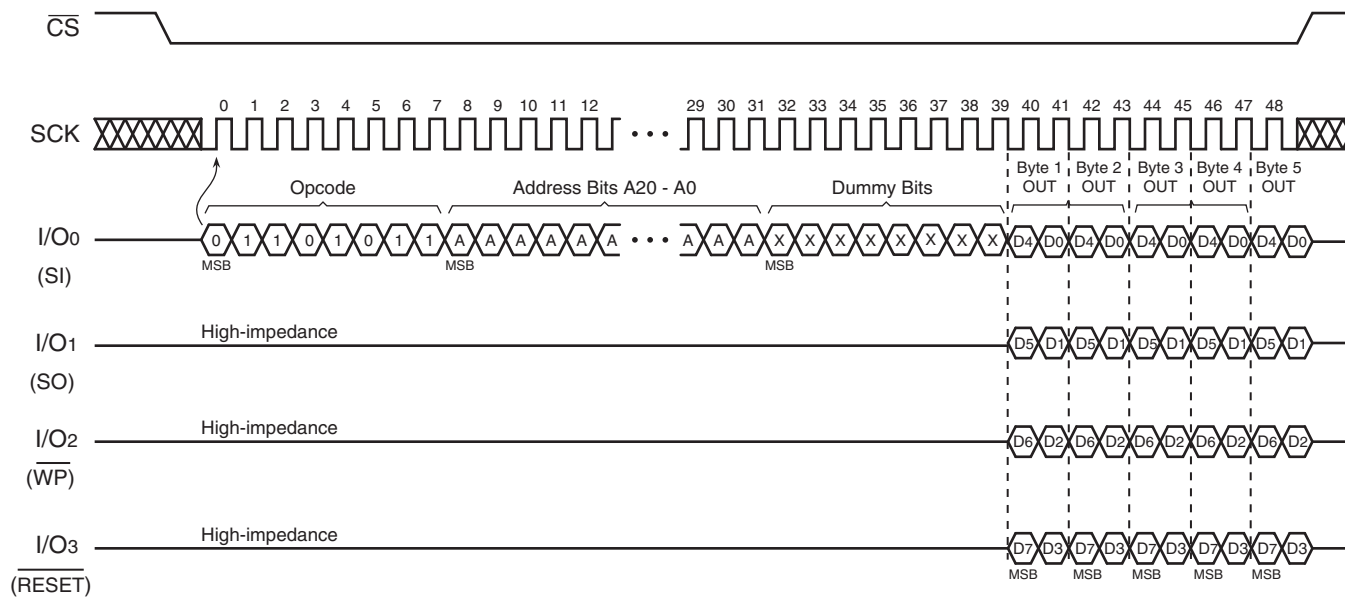 CS
0 1 2 3 4 5 6 7 8 9 10 11 12 29 30 31 32 33 34 35 36 37 38 39 40 41 42 43 44 45 46 47 48
SCK • • •
Byte 1 OUT Byte 2 OUT Byte 3 OUT Byte 4 OUT Byte 5 OUT
Opcode Address Bits A20 - A0 Dummy Bits
I/O0 0 1 1 0 1 0 1 1 A A A A A A • • • A A A X X X X X X X X D4 D0 D4 D0 D4 D0 D4 D0 D4 D0
(SI) MSB MSB MSB
High-impedance
I/O1 D5 D1 D5 D1 D5 D1 D5 D1 D5 D1
(SO)
High-impedance
I/O2 D6 D2 D6 D2 D6 D2 D6 D2 D6 D2
(WP)
High-impedance
I/O3 D7 D3 D7 D3 D7 D3 D7 D3 D7 D3
(RESET) MSB MSB MSB MSB MSB